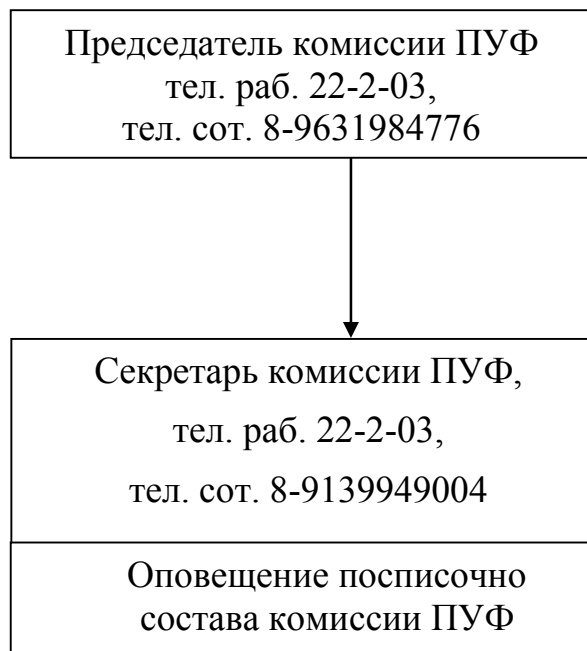 Председатель комиссии ПУФ
тел. раб. 22-2-03,
тел. сот. 8-9631984776
Секретарь комиссии ПУФ,
тел. раб. 22-2-03,
тел. сот. 8-9139949004
Оповещение посписочно
состава комиссии ПУФ